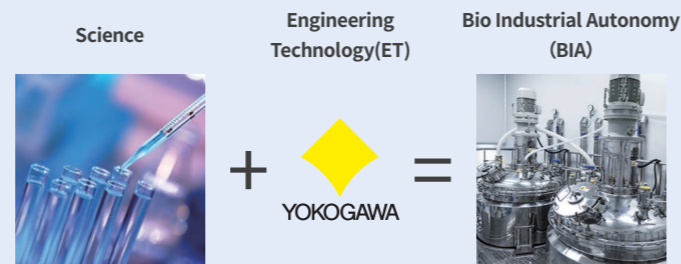 Science
Engineering
Technology(ET)
Bio Industrial Autonomy
（BIA）
+
YOKOGAWA
=